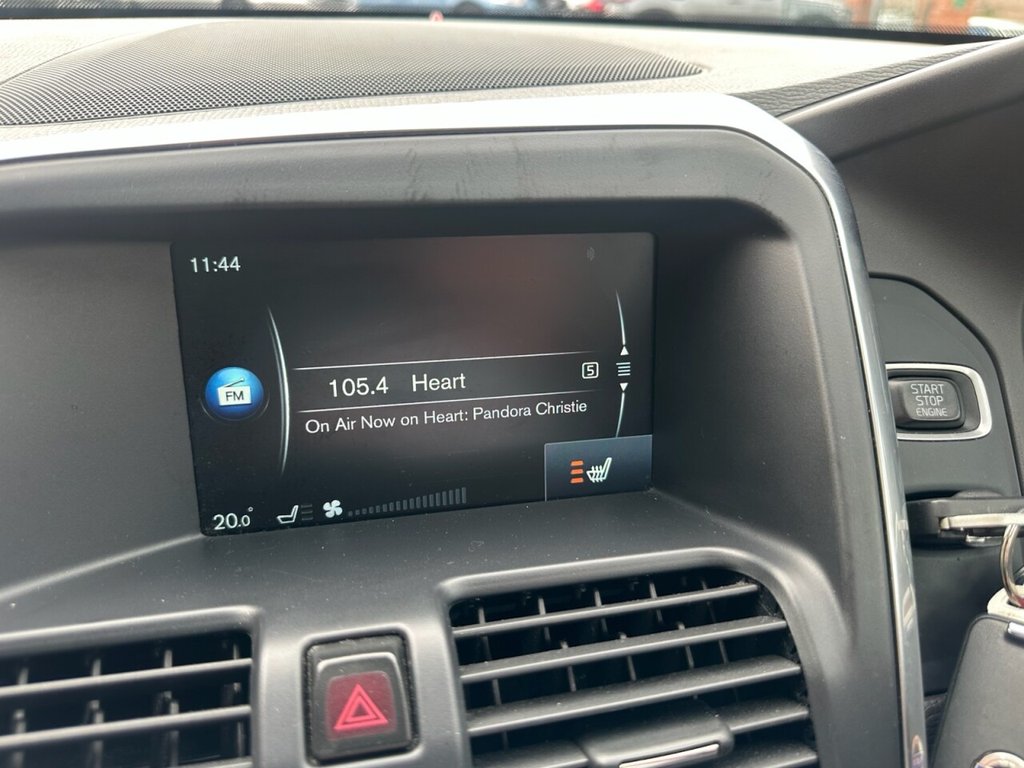 11:44
FM
105.4 Heart 5
On Air Now on Heart: Pandora Christie
20.0°
START
STOP
ENGINE